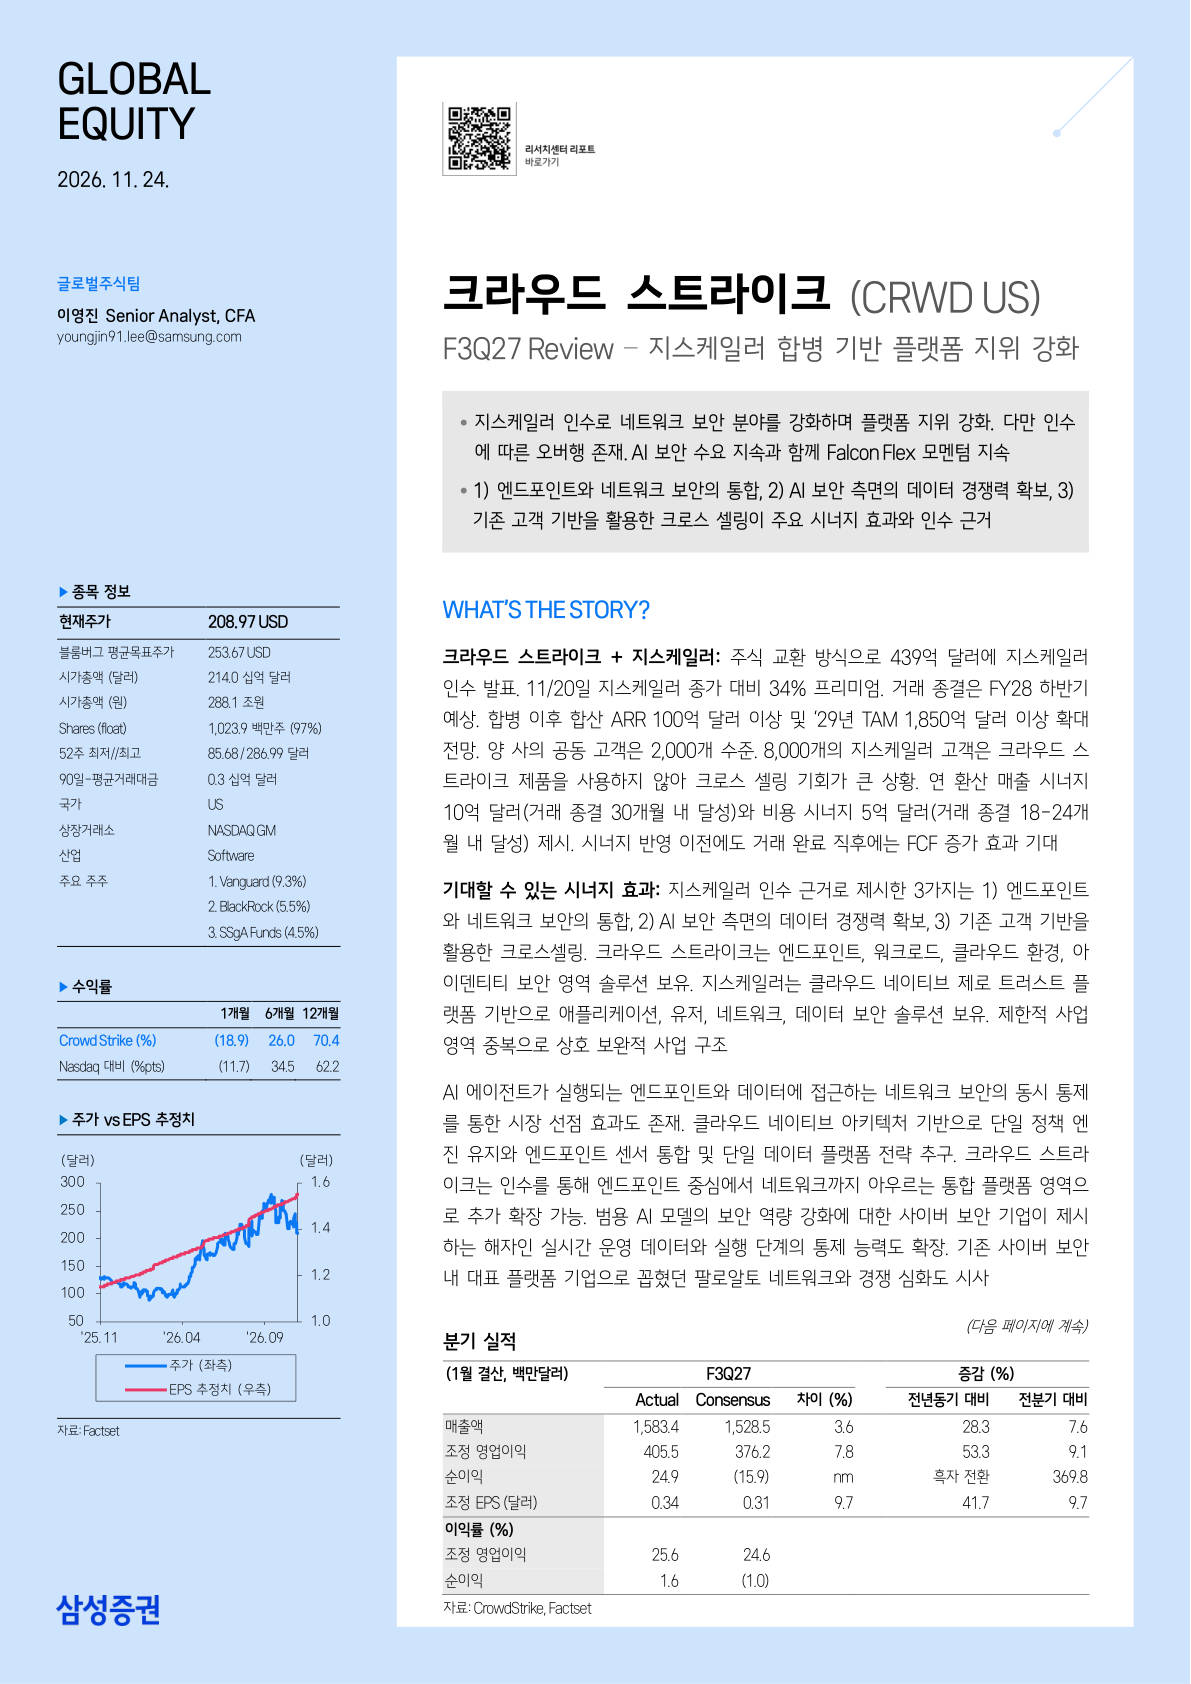 GLOBAL
EQUITY
2026. 11. 24.
글로벌주식팀
이영진 Senior Analyst, CFA
youngjin91.lee@samsung.com
▶ 종목 정보
현재주가 208.97 USD
블룸버그 평균목표주가 253.67 USD
시가총액 (달러) 214.0 십억 달러
시가총액 (원) 288.1 조원
Shares (float) 1,023.9 백만주 (97%)
52주 최저//최고 85.68 / 286.99 달러
90일-평균거래대금 0.3 십억 달러
국가 US
상장거래소 NASDAQ GM
산업 Software
주요 주주 1. Vanguard (9.3%)
2. BlackRock (5.5%)
3. SSgA Funds (4.5%)
▶ 수익률
1개월 6개월 12개월
CrowdStrike (%) (18.9) 26.0 70.4
Nasdaq 대비 (%pts) (11.7) 34.5 62.2
▶ 주가 vs EPS 추정치
(달러) (달러)
300 1.6
250
200 1.4
150 1.2
100
50 1.0
'25.11 '26.04 '26.09
주가 (좌측)
EPS 추정치 (우측)
자료: Factset
삼성증권
리서치센터 리포트
바로가기
크라우드 스트라이크 (CRWD US)
F3Q27 Review – 지스케일러 합병 기반 플랫폼 지위 강화
• 지스케일러 인수로 네트워크 보안 분야를 강화하며 플랫폼 지위 강화. 다만 인수
에 따른 오버행 존재. AI 보안 수요 지속과 함께 Falcon Flex 모멘텀 지속
• 1) 엔드포인트와 네트워크 보안의 통합, 2) AI 보안 측면의 데이터 경쟁력 확보, 3)
기존 고객 기반을 활용한 크로스 셀링이 주요 시너지 효과와 인수 근거
WHAT'S THE STORY?
크라우드 스트라이크 + 지스케일러: 주식 교환 방식으로 439억 달러에 지스케일러
인수 발표. 11/20일 지스케일러 종가 대비 34% 프리미엄. 거래 종결은 FY28 하반기
예상. 합병 이후 합산 ARR 100억 달러 이상 및 '29년 TAM 1,850억 달러 이상 확대
전망. 양 사의 공동 고객은 2,000개 수준. 8,000개의 지스케일러 고객은 크라우드 스
트라이크 제품을 사용하지 않아 크로스 셀링 기회가 큰 상황. 연 환산 매출 시너지
10억 달러(거래 종결 30개월 내 달성)와 비용 시너지 5억 달러(거래 종결 18-24개
월 내 달성) 제시. 시너지 반영 이전에도 거래 완료 직후에는 FCF 증가 효과 기대
기대할 수 있는 시너지 효과: 지스케일러 인수 근거로 제시한 3가지는 1) 엔드포인트
와 네트워크 보안의 통합, 2) AI 보안 측면의 데이터 경쟁력 확보, 3) 기존 고객 기반을
활용한 크로스셀링. 크라우드 스트라이크는 엔드포인트, 워크로드, 클라우드 환경, 아
이덴티티 보안 영역 솔루션 보유. 지스케일러는 클라우드 네이티브 제로 트러스트 플
랫폼 기반으로 애플리케이션, 유저, 네트워크, 데이터 보안 솔루션 보유. 제한적 사업
영역 중복으로 상호 보완적 사업 구조
AI 에이전트가 실행되는 엔드포인트와 데이터에 접근하는 네트워크 보안의 동시 통제
를 통한 시장 선점 효과도 존재. 클라우드 네이티브 아키텍처 기반으로 단일 정책 엔
진 유지와 엔드포인트 센서 통합 및 단일 데이터 플랫폼 전략 추구. 크라우드 스트라
이크는 인수를 통해 엔드포인트 중심에서 네트워크까지 아우르는 통합 플랫폼 영역으
로 추가 확장 가능. 범용 AI 모델의 보안 역량 강화에 대한 사이버 보안 기업이 제시
하는 해자인 실시간 운영 데이터와 실행 단계의 통제 능력도 확장. 기존 사이버 보안
내 대표 플랫폼 기업으로 꼽혔던 팔로알토 네트워크와 경쟁 심화도 시사
(다음 페이지에 계속)
분기 실적
(1월 결산, 백만달러) F3Q27 증감 (%)
Actual Consensus 차이 (%) 전년동기 대비 전분기 대비
매출액 1,583.4 1,528.5 3.6 28.3 7.6
조정 영업이익 405.5 376.2 7.8 53.3 9.1
순이익 24.9 (15.9) nm 흑자 전환 369.8
조정 EPS (달러) 0.34 0.31 9.7 41.7 9.7
이익률 (%)
조정 영업이익 25.6 24.6
순이익 1.6 (1.0)
자료: CrowdStrike, Factset